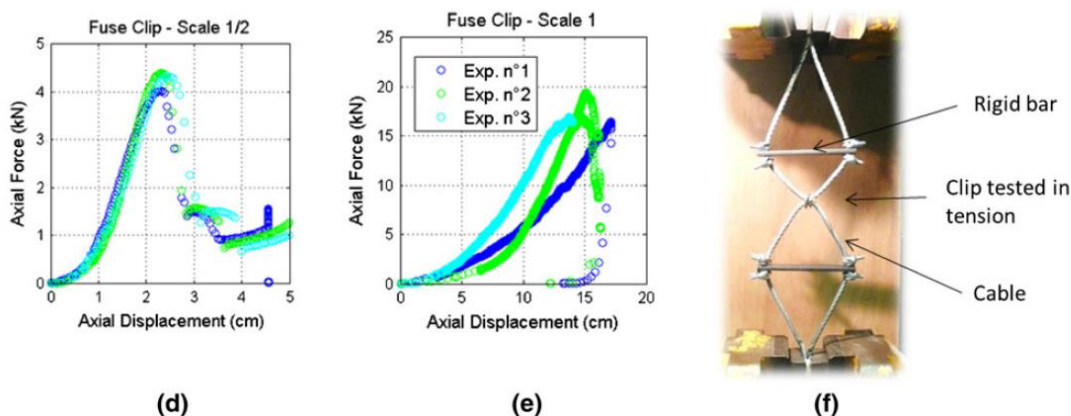 Fuse Clip - Scale 1/2
Axial Force (kN)
5
4
3
2
1
0
0 1 2 3 4 5
Axial Displacement (cm)
(d)
Fuse Clip - Scale 1
Axial Force (kN)
25
20
15
10
5
0
Exp. n°1
Exp. n°2
Exp. n°3
0 5 10 15 20
Axial Displacement (cm)
(e)
Rigid bar
Clip tested in
tension
Cable
(f)